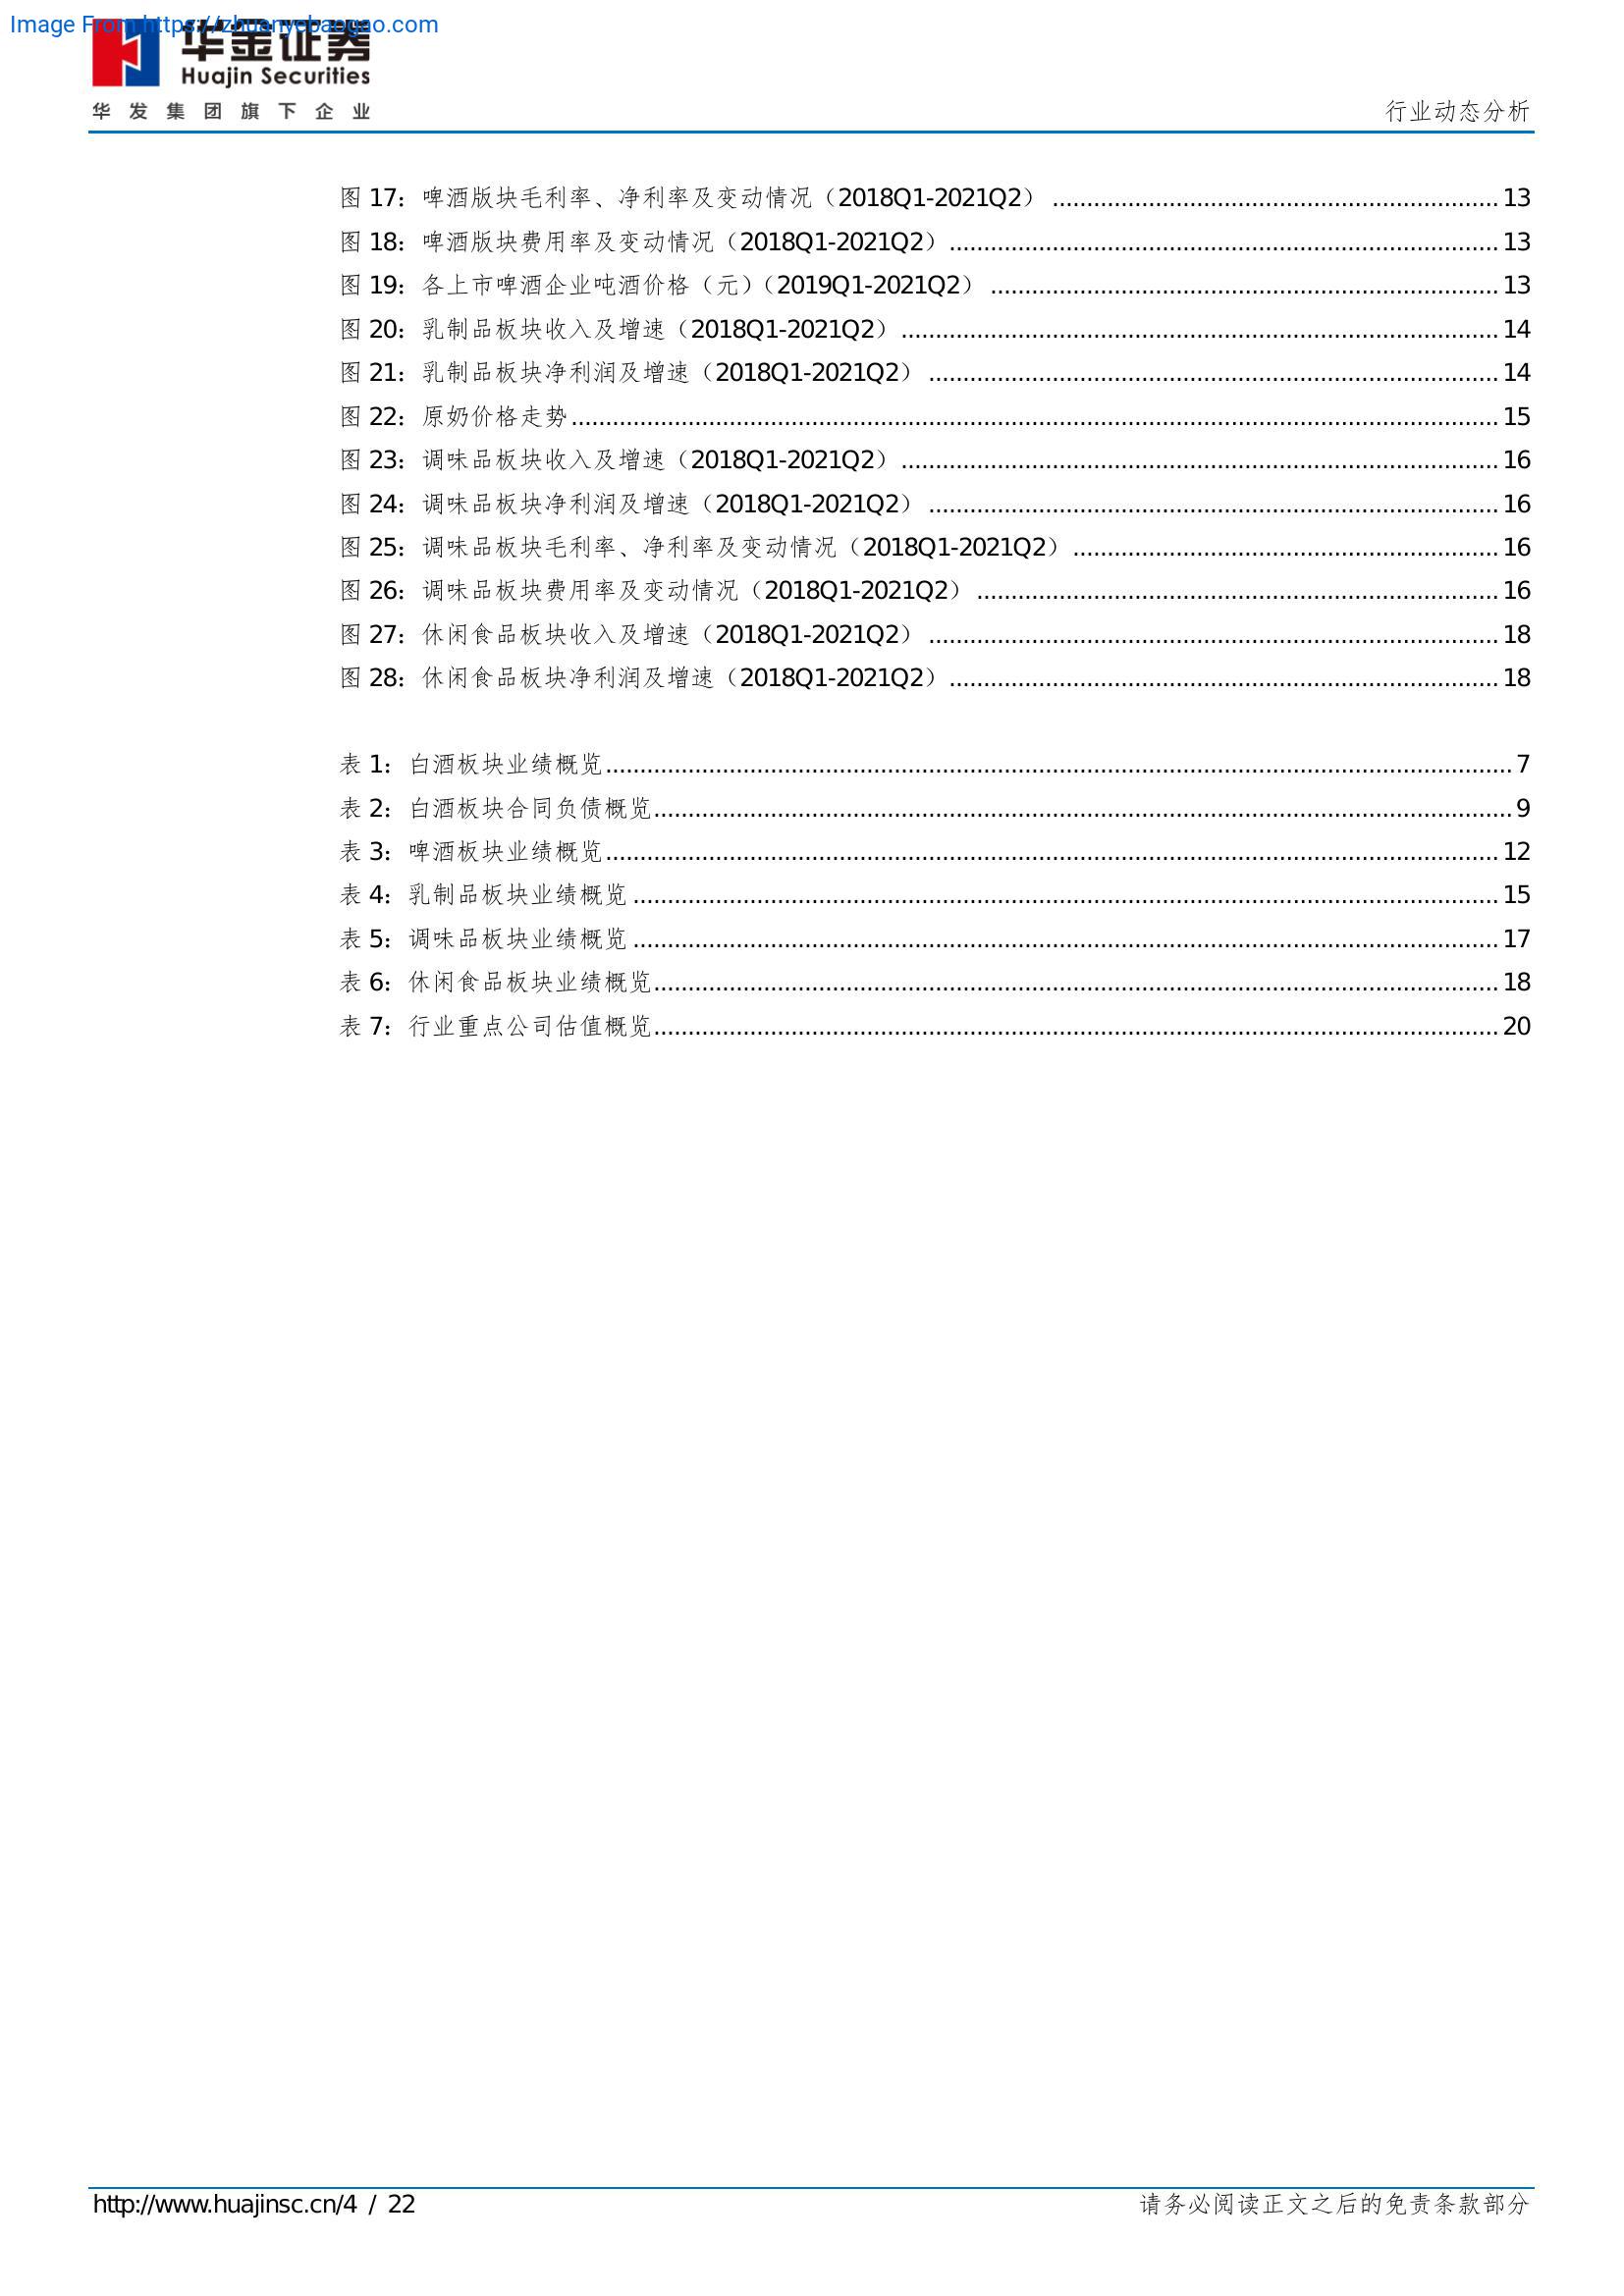 Image From https://zhuanyebaogao.com
华金证券
Huajin Securities
华发集团旗下企业
行业动态分析
图 17：啤酒版块毛利率、净利率及变动情况（2018Q1-2021Q2）................................................................13
图 18：啤酒版块费用率及变动情况（2018Q1-2021Q2）................................................................13
图 19：各上市啤酒企业吨酒价格（元）（2019Q1-2021Q2）................................................................13
图 20：乳制品板块收入及增速（2018Q1-2021Q2）................................................................14
图 21：乳制品板块净利润及增速（2018Q1-2021Q2）................................................................14
图 22：原奶价格走势................................................................15
图 23：调味品板块收入及增速（2018Q1-2021Q2）................................................................16
图 24：调味品板块净利润及增速（2018Q1-2021Q2）................................................................16
图 25：调味品板块毛利率、净利率及变动情况（2018Q1-2021Q2）................................................................16
图 26：调味品板块费用率及变动情况（2018Q1-2021Q2）................................................................16
图 27：休闲食品板块收入及增速（2018Q1-2021Q2）................................................................18
图 28：休闲食品板块净利润及增速（2018Q1-2021Q2）................................................................18
表 1：白酒板块业绩概览................................................................7
表 2：白酒板块合同负债概览................................................................9
表 3：啤酒板块业绩概览................................................................12
表 4：乳制品板块业绩概览................................................................15
表 5：调味品板块业绩概览................................................................17
表 6：休闲食品板块业绩概览................................................................18
表 7：行业重点公司估值概览................................................................20
http://www.huajinsc.cn/4 / 22
请务必阅读正文之后的免责条款部分